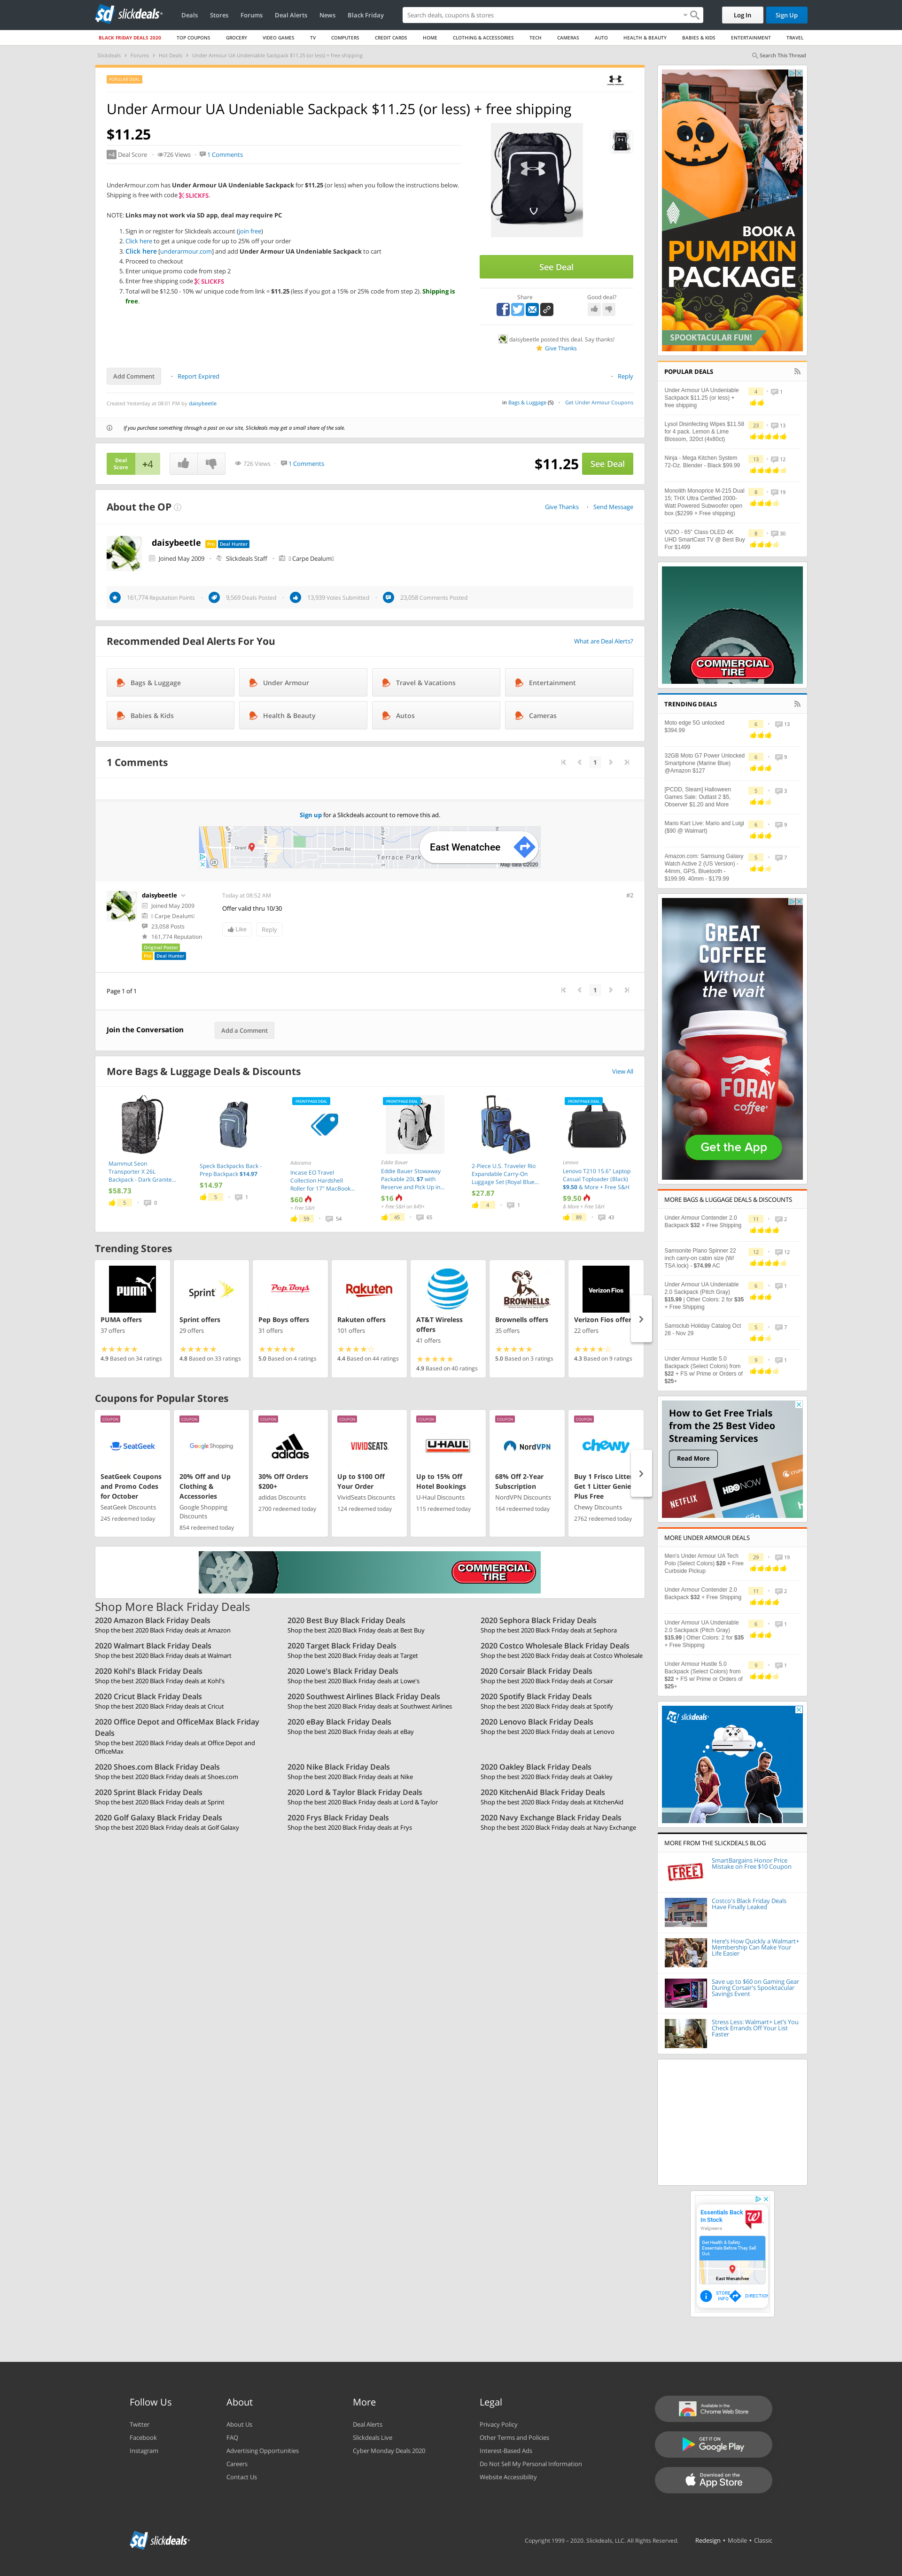 slickdeals
Deals Stores Forums Deal Alerts News Black Friday
Search deals, coupons & stores
Log In Sign Up
BLACK FRIDAY DEALS 2020 TOP COUPONS GROCERY VIDEO GAMES TV COMPUTERS CREDIT CARDS HOME CLOTHING & ACCESSORIES TECH CAMERAS AUTO HEALTH & BEAUTY BABIES & KIDS ENTERTAINMENT TRAVEL
Slickdeals > Forums > Hot Deals > Under Armour UA Undeniable Sackpack $11.25 (or less) + free shipping
Search This Thread
POPULAR DEAL
Under Armour UA Undeniable Sackpack $11.25 (or less) + free shipping
$11.25
+4 Deal Score 726 Views 1 Comments
UnderArmour.com has Under Armour UA Undeniable Sackpack for $11.25 (or less) when you follow the instructions below.
Shipping is free with code SLICKFS.
NOTE: Links may not work via SD app, deal may require PC
1. Sign in or register for Slickdeals account (join free)
2. Click here to get a unique code for up to 25% off your order
3. Click here [underarmour.com] and add Under Armour UA Undeniable Sackpack to cart
4. Proceed to checkout
5. Enter unique promo code from step 2
6. Enter free shipping code SLICKFS
7. Total will be $12.50 - 10% w/ unique code from link = $11.25 (less if you got a 15% or 25% code from step 2). Shipping is
free.
See Deal
Share Good deal?
daisybeetle posted this deal. Say thanks!
Give Thanks
Add Comment Report Expired Reply
Created Yesterday at 08:01 PM by daisybeetle
in Bags & Luggage (5) Get Under Armour Coupons
If you purchase something through a post on our site, Slickdeals may get a small share of the sale.
Deal Score +4 726 Views 1 Comments $11.25 See Deal
About the OP
Give Thanks Send Message
daisybeetle Pro Deal Hunter
Joined May 2009 Slickdeals Staff Carpe Dealum
161,774 Reputation Points 9,569 Deals Posted 13,939 Votes Submitted 23,058 Comments Posted
Recommended Deal Alerts For You
What are Deal Alerts?
Bags & Luggage Under Armour Travel & Vacations Entertainment
Babies & Kids Health & Beauty Autos Cameras
1 Comments
1
Sign up for a Slickdeals account to remove this ad.
Grant Rd
Terrace Park
East Wenatchee
Map data ©2020
daisybeetle Today at 08:52 AM #2
Joined May 2009
Offer valid thru 10/30
Carpe Dealum
23,058 Posts
Like Reply
161,774 Reputation
Original Poster
Pro Deal Hunter
Page 1 of 1
1
Join the Conversation
Add a Comment
More Bags & Luggage Deals & Discounts
View All
Mammut Seon
Transporter X 26L
Backpack - Dark Granite...
$58.73
5 0
Speck Backpacks Back -
Prep Backpack $14.97
$14.97
5 1
FRONTPAGE DEAL
Adorama
Incase EO Travel
Collection Hardshell
Roller for 17" MacBook...
$60
+ Free S&H
59 54
FRONTPAGE DEAL
Eddie Bauer
Eddie Bauer Stowaway
Packable 20L $7 with
Reserve and Pick Up in...
$16
+ Free S&H on $49+
45 65
2-Piece U.S. Traveler Rio
Expandable Carry-On
Luggage Set (Royal Blue...
$27.87
4 1
FRONTPAGE DEAL
Lenovo
Lenovo T210 15.6" Laptop
Casual Toploader (Black)
$9.50 & More + Free S&H
$9.50
& More + Free S&H
89 43
Trending Stores
PUMA
PUMA offers
37 offers
4.9 Based on 34 ratings
Sprint
Sprint offers
29 offers
4.8 Based on 33 ratings
Pep Boys
Pep Boys offers
31 offers
5.0 Based on 4 ratings
Rakuten
Rakuten offers
101 offers
4.4 Based on 44 ratings
AT&T Wireless
offers
41 offers
4.9 Based on 40 ratings
BROWNELLS
Brownells offers
35 offers
5.0 Based on 3 ratings
Verizon Fios
Verizon Fios offers
22 offers
4.3 Based on 9 ratings
Coupons for Popular Stores
COUPON
SeatGeek
SeatGeek Coupons
and Promo Codes
for October
SeatGeek Discounts
245 redeemed today
COUPON
Google Shopping
20% Off and Up
Clothing &
Accessories
Google Shopping
Discounts
854 redeemed today
COUPON
adidas
30% Off Orders
$200+
adidas Discounts
2700 redeemed today
COUPON
VIVIDSEATS
Up to $100 Off
Your Order
VividSeats Discounts
124 redeemed today
COUPON
U-HAUL
Up to 15% Off
Hotel Bookings
U-Haul Discounts
115 redeemed today
COUPON
NordVPN
68% Off 2-Year
Subscription
NordVPN Discounts
164 redeemed today
COUPON
chewy
Buy 1 Frisco Litter
Get 1 Litter Genie
Plus Free
Chewy Discounts
2762 redeemed today
COMMERCIAL
TIRE
Shop More Black Friday Deals
2020 Amazon Black Friday Deals
Shop the best 2020 Black Friday deals at Amazon
2020 Best Buy Black Friday Deals
Shop the best 2020 Black Friday deals at Best Buy
2020 Sephora Black Friday Deals
Shop the best 2020 Black Friday deals at Sephora
2020 Walmart Black Friday Deals
Shop the best 2020 Black Friday deals at Walmart
2020 Target Black Friday Deals
Shop the best 2020 Black Friday deals at Target
2020 Costco Wholesale Black Friday Deals
Shop the best 2020 Black Friday deals at Costco Wholesale
2020 Kohl's Black Friday Deals
Shop the best 2020 Black Friday deals at Kohl's
2020 Lowe's Black Friday Deals
Shop the best 2020 Black Friday deals at Lowe's
2020 Corsair Black Friday Deals
Shop the best 2020 Black Friday deals at Corsair
2020 Cricut Black Friday Deals
Shop the best 2020 Black Friday deals at Cricut
2020 Southwest Airlines Black Friday Deals
Shop the best 2020 Black Friday deals at Southwest Airlines
2020 Spotify Black Friday Deals
Shop the best 2020 Black Friday deals at Spotify
2020 Office Depot and OfficeMax Black Friday
Deals
Shop the best 2020 Black Friday deals at Office Depot and
OfficeMax
2020 eBay Black Friday Deals
Shop the best 2020 Black Friday deals at eBay
2020 Lenovo Black Friday Deals
Shop the best 2020 Black Friday deals at Lenovo
2020 Shoes.com Black Friday Deals
Shop the best 2020 Black Friday deals at Shoes.com
2020 Nike Black Friday Deals
Shop the best 2020 Black Friday deals at Nike
2020 Oakley Black Friday Deals
Shop the best 2020 Black Friday deals at Oakley
2020 Sprint Black Friday Deals
Shop the best 2020 Black Friday deals at Sprint
2020 Lord & Taylor Black Friday Deals
Shop the best 2020 Black Friday deals at Lord & Taylor
2020 KitchenAid Black Friday Deals
Shop the best 2020 Black Friday deals at KitchenAid
2020 Golf Galaxy Black Friday Deals
Shop the best 2020 Black Friday deals at Golf Galaxy
2020 Frys Black Friday Deals
Shop the best 2020 Black Friday deals at Frys
2020 Navy Exchange Black Friday Deals
Shop the best 2020 Black Friday deals at Navy Exchange
BOOK A
PUMPKIN
PACKAGE
SPOOKTACULAR FUN!
POPULAR DEALS
Under Armour UA Undeniable
Sackpack $11.25 (or less) +
free shipping
4 1
Lysol Disinfecting Wipes $11.58
for 4 pack. Lemon & Lime
Blossom, 320ct (4x80ct)
23 13
Ninja - Mega Kitchen System
72-Oz. Blender - Black $99.98
13 12
Monolith Monoprice M-215 Dual
15; THX Ultra Certified 2000-
Watt Powered Subwoofer open
box ($2299 + Free shipping)
8 19
VIZIO - 65" Class OLED 4K
UHD SmartCast TV @ Best Buy
For $1499
8 30
COMMERCIAL
TIRE
TRENDING DEALS
Moto edge 5G unlocked
$394.99
6 13
32GB Moto G7 Power Unlocked
Smartphone (Marine Blue)
@Amazon $127
6 9
[PCDD, Steam] Halloween
Games Sale: Outlast 2 $5,
Observer $1.20 and More
5 3
Mario Kart Live: Mario and Luigi
($90 @ Walmart)
6 9
Amazon.com: Samsung Galaxy
Watch Active 2 (US Version) -
44mm, GPS, Bluetooth -
$199.99. 40mm - $179.99
5 7
GREAT
COFFEE
Without
the wait
FORAY
coffee
Get the App
MORE BAGS & LUGGAGE DEALS & DISCOUNTS
Under Armour Contender 2.0
Backpack $32 + Free Shipping
11 2
Samsonite Piano Spinner 22
inch carry-on cabin size (W/
TSA lock) - $74.99 AC
12 12
Under Armour UA Undeniable
2.0 Sackpack (Pitch Gray)
$15.99 | Other Colors: 2 for $35
+ Free Shipping
6 1
Samsclub Holiday Catalog Oct
26 - Nov 29
5 7
Under Armour Hustle 5.0
Backpack (Select Colors) from
$22 + FS w/ Prime or Orders of
$25+
9 1
How to Get Free Trials
from the 25 Best Video
Streaming Services
Read More
NETFLIX
HBO NOW
MORE UNDER ARMOUR DEALS
Men's Under Armour UA Tech
Polo (Select Colors) $20 + Free
Curbside Pickup
29 19
Under Armour Contender 2.0
Backpack $32 + Free Shipping
11 2
Under Armour UA Undeniable
2.0 Sackpack (Pitch Gray)
$15.99 | Other Colors: 2 for $35
+ Free Shipping
6 1
Under Armour Hustle 5.0
Backpack (Select Colors) from
$22 + FS w/ Prime or Orders of
$25+
9 1
slickdeals
MORE FROM THE SLICKDEALS BLOG
FREE
SmartBargains Honor Price
Mistake on Free $10 Coupon
Costco's Black Friday Deals
Have Finally Leaked
Here's How Quickly a Walmart+
Membership Can Make Your
Life Easier
Save up to $60 on Gaming Gear
During Corsair's Spooktacular
Savings Event
Stress Less: Walmart+ Let's You
Check Errands Off Your List
Faster
Essentials Back
In Stock
Walgreens
Get Health & Safety
Essentials Before They Sell
Out.
East Wenatchee
STORE
INFO
DIRECTION
Follow Us
Twitter
Facebook
Instagram
About
About Us
FAQ
Advertising Opportunities
Careers
Contact Us
More
Deal Alerts
Slickdeals Live
Cyber Monday Deals 2020
Legal
Privacy Policy
Other Terms and Policies
Interest-Based Ads
Do Not Sell My Personal Information
Website Accessibility
Available in the
Chrome Web Store
GET IT ON
Google Play
Download on the
App Store
slickdeals
Copyright 1999 – 2020. Slickdeals, LLC. All Rights Reserved. Redesign • Mobile • Classic